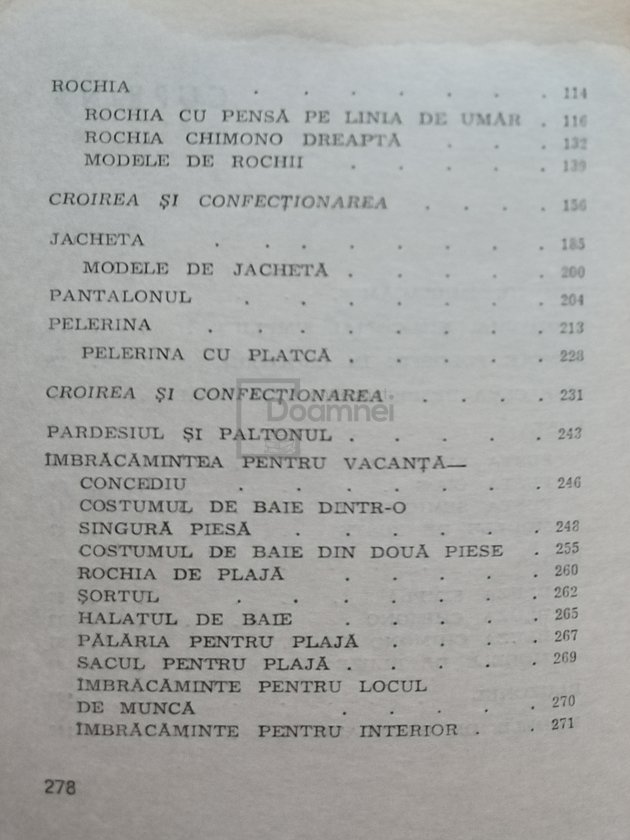 ROCHIA . . . . . . . 114
ROCHIA CU PENSĂ PE LINIA DE UMĂR . 116
ROCHIA CHIMONO DREAPTĂ . . . 132
MODELE DE ROCHII . . . . . 139
CROIREA ȘI CONFECȚIONAREA . . . . 156
JACHETA . . . . . . . . 185
MODELE DE JACHETĂ . . . . . 200
PANTALONUL . . . . . . . 204
PELERINA . . . . . . . . 213
PELERINA CU PLATCĂ . . . . . 228
CROIREA ȘI CONFECȚIONAREA . . . . 231
Doamnei
PARDESIUL ȘI PALTONUL . . . . . 243
ÎMBRĂCĂMINTEA PENTRU VACANȚĂ—
CONCEDIU . . . . . . . 246
COSTUMUL DE BAIE DINTR-O
SINGURĂ PIESĂ . . . . . . 248
COSTUMUL DE BAIE DIN DOUĂ PIESE . 255
ROCHIA DE PLAJĂ . . . . . 260
ȘORTUL . . . . . . . 262
HALATUL DE BAIE . . . . . 265
PĂLĂRIA PENTRU PLAJĂ . . . . 267
SACUL PENTRU PLAJĂ . . . . . 269
ÎMBRĂCĂMINTE PENTRU LOCUL
DE MUNCĂ . . . . . 270
ÎMBRĂCĂMINTE PENTRU INTERIOR . . 271
278